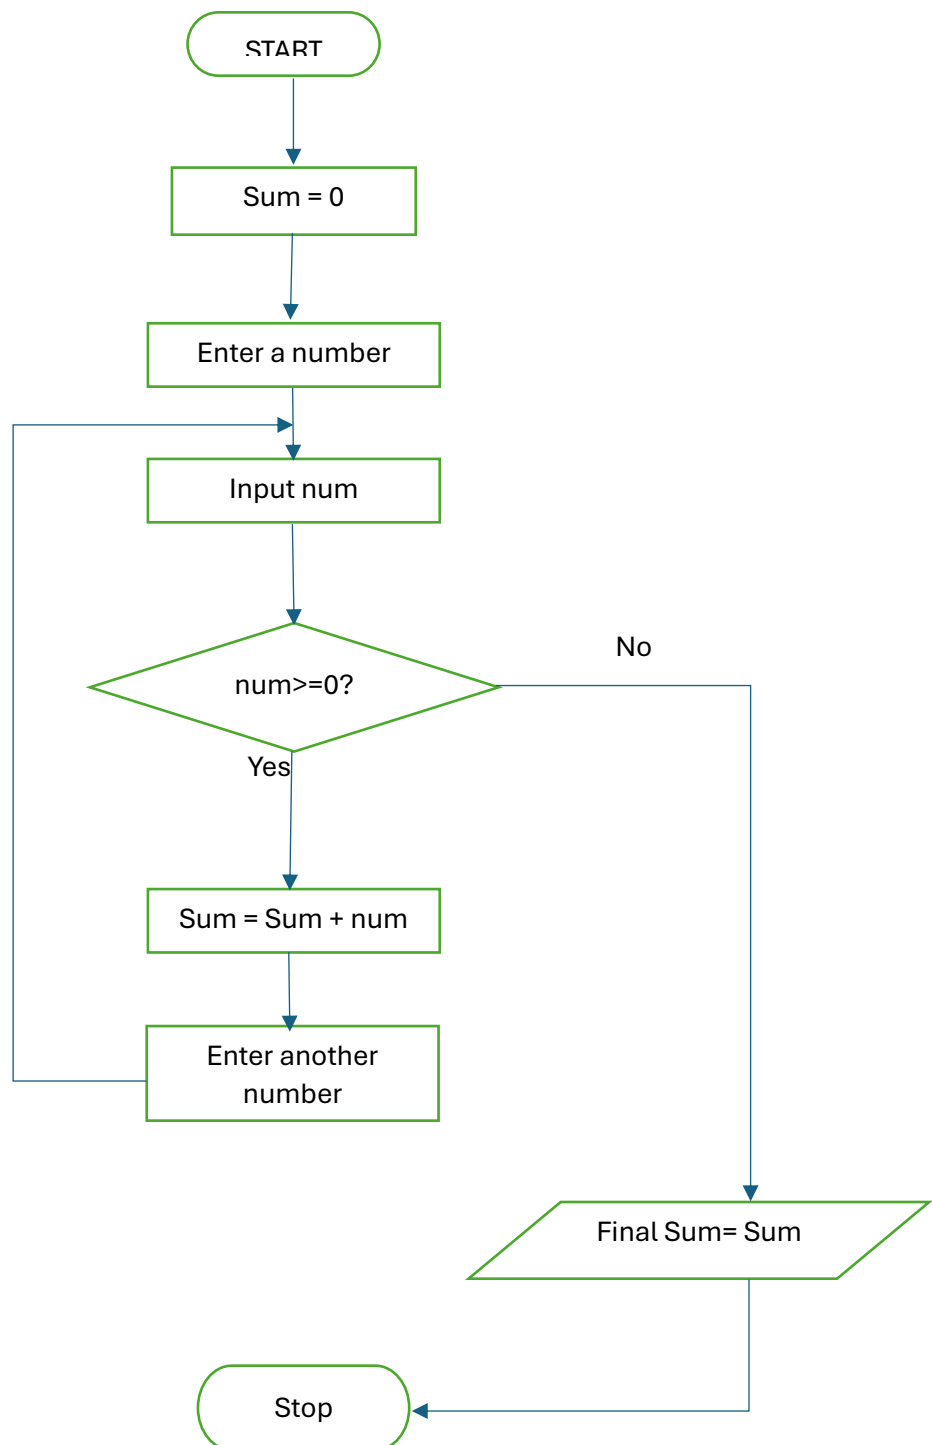 START
Sum = 0
Enter a number
Input num
num>=0?
No
Yes
Sum = Sum + num
Enter another
number
Final Sum= Sum
Stop